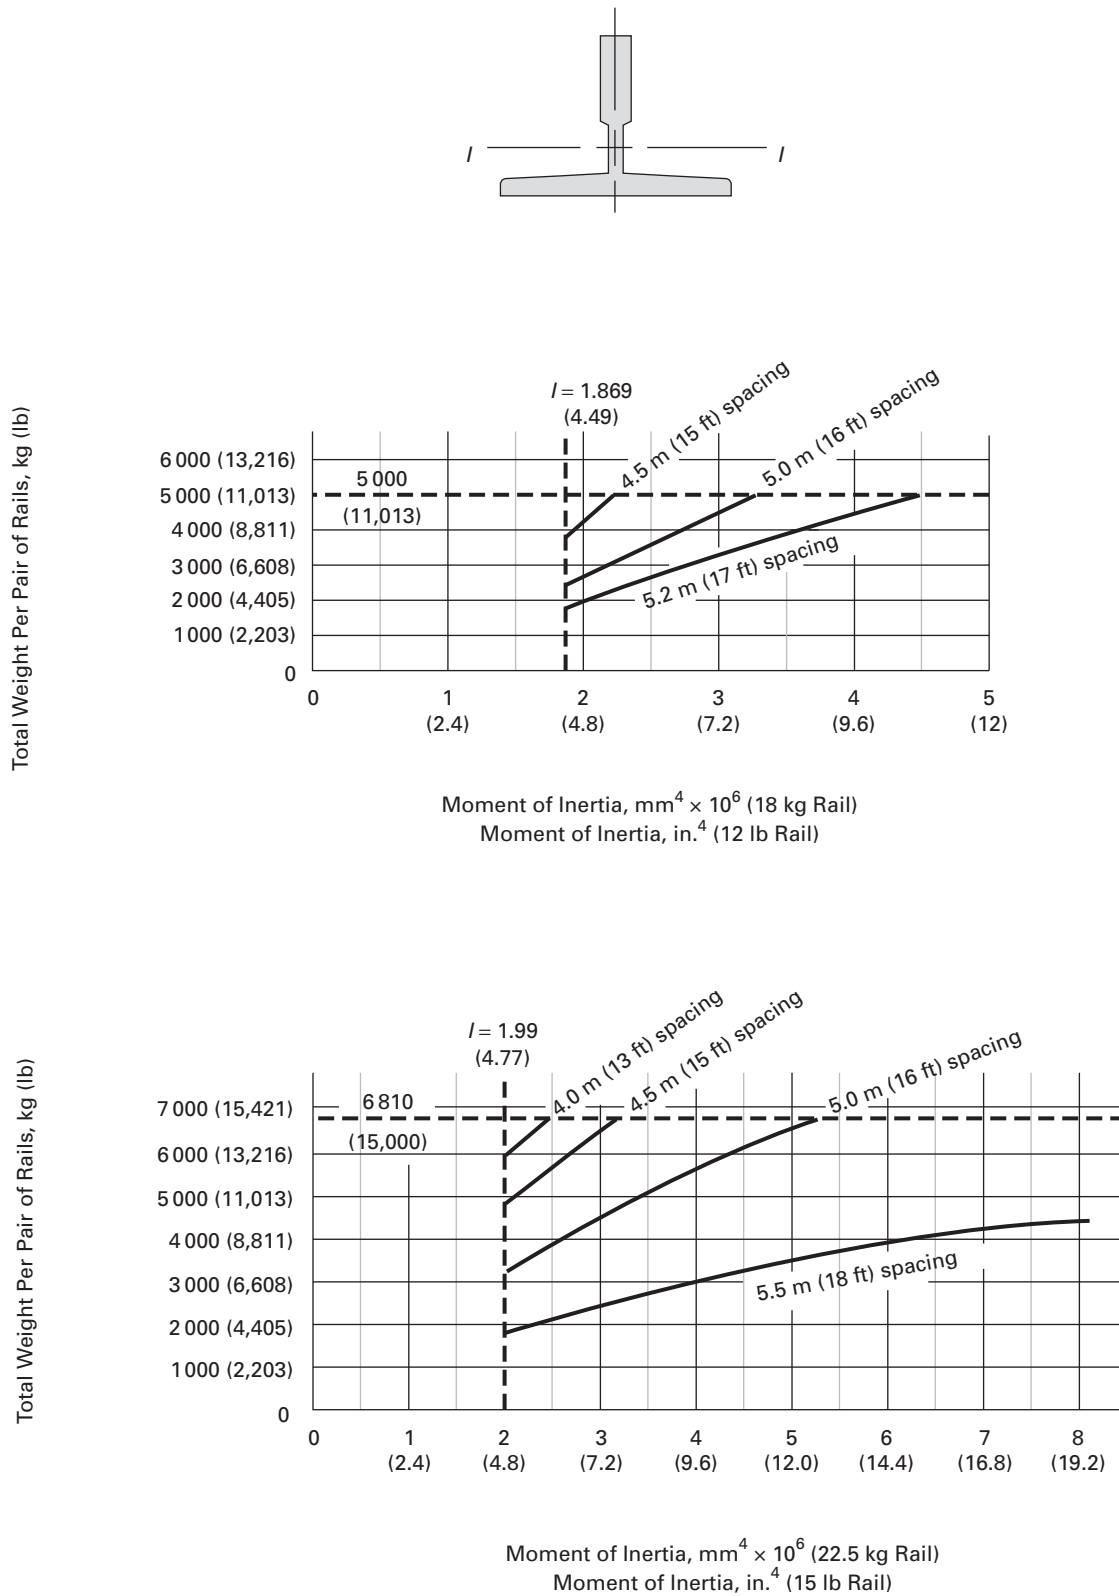 I I
Total Weight Per Pair of Rails, kg (lb)
I = 1.869
(4.49)
4.5 m (15 ft) spacing
5.0 m (16 ft) spacing
5.2 m (17 ft) spacing
6 000 (13,216)
5 000 (11,013)
4 000 (8,811)
3 000 (6,608)
2 000 (4,405)
1 000 (2,203)
0
5 000
(11,013)
0 1 2 3 4 5
(2.4) (4.8) (7.2) (9.6) (12)
Moment of Inertia, mm⁴ × 10⁶ (18 kg Rail)
Moment of Inertia, in.⁴ (12 lb Rail)
Total Weight Per Pair of Rails, kg (lb)
I = 1.99
(4.77)
4.0 m (13 ft) spacing
4.5 m (15 ft) spacing
5.0 m (16 ft) spacing
5.5 m (18 ft) spacing
7 000 (15,421)
6 000 (13,216)
5 000 (11,013)
4 000 (8,811)
3 000 (6,608)
2 000 (4,405)
1 000 (2,203)
0
6 810
(15,000)
0 1 2 3 4 5 6 7 8
(2.4) (4.8) (7.2) (9.6) (12.0) (14.4) (16.8) (19.2)
Moment of Inertia, mm⁴ × 10⁶ (22.5 kg Rail)
Moment of Inertia, in.⁴ (15 lb Rail)